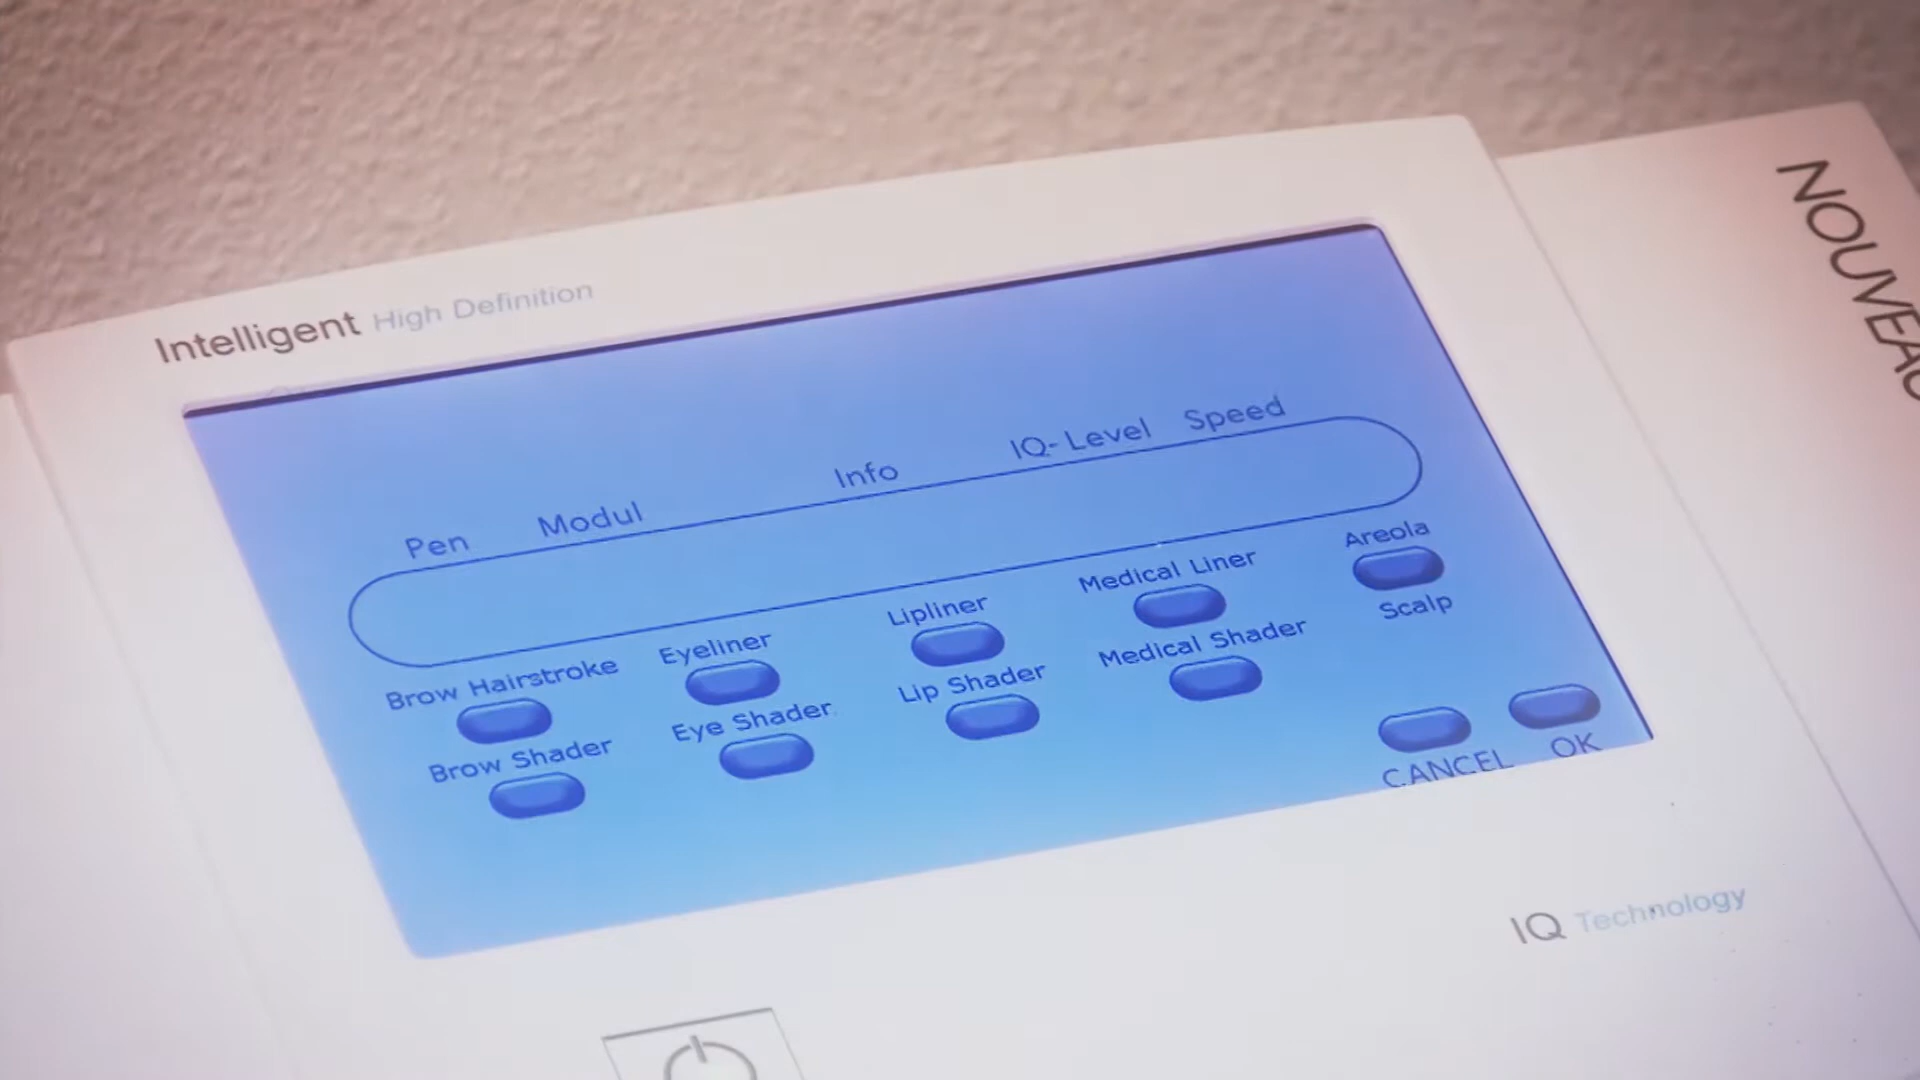 Intelligent High Definition
NOUVEAU
Pen Modul Info IQ-Level Speed
Brow Hairstroke Eyeliner Lipliner Medical Liner Areola
Brow Shader Eye Shader Lip Shader Medical Shader Scalp
CANCEL OK
IQ Technology